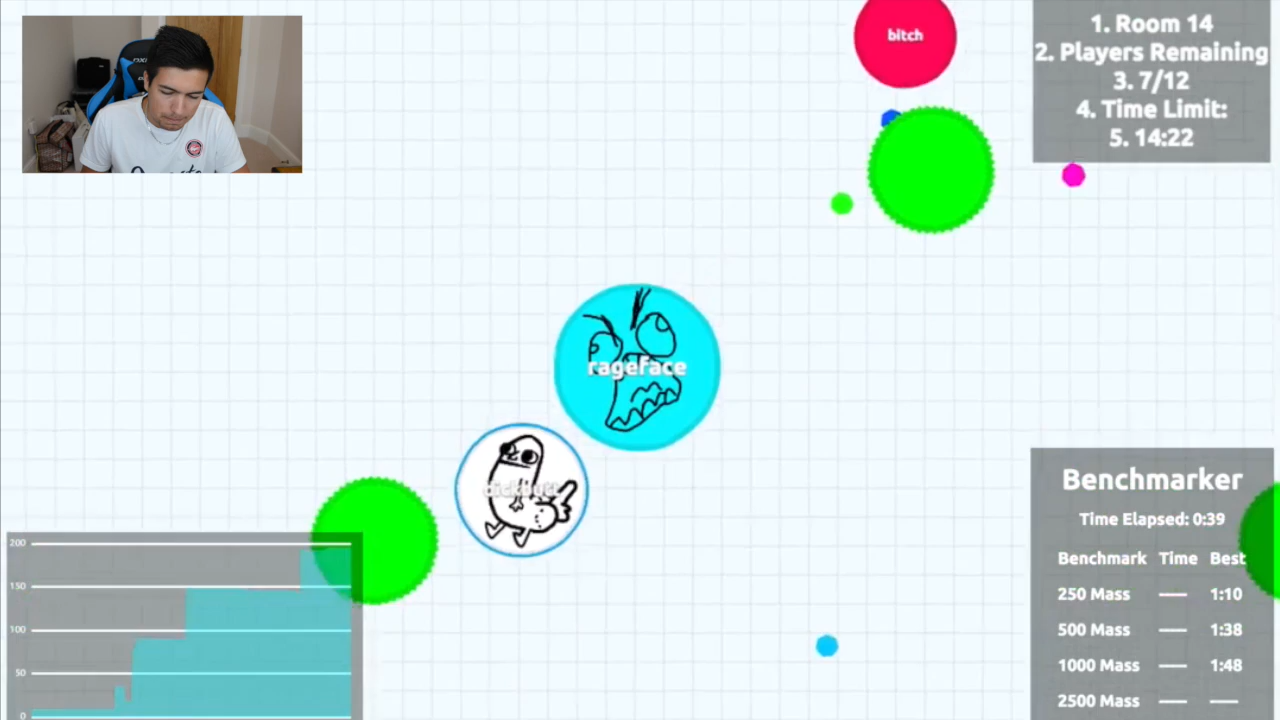 bitch
1. Room 14
2. Players Remaining
3. 7/12
4. Time Limit:
5. 14:22
rageface
dickbutt
Benchmarker
Time Elapsed: 0:39
Benchmark Time Best
250 Mass — 1:10
500 Mass — 1:38
1000 Mass — 1:48
2500 Mass — —
200
150
100
50
0